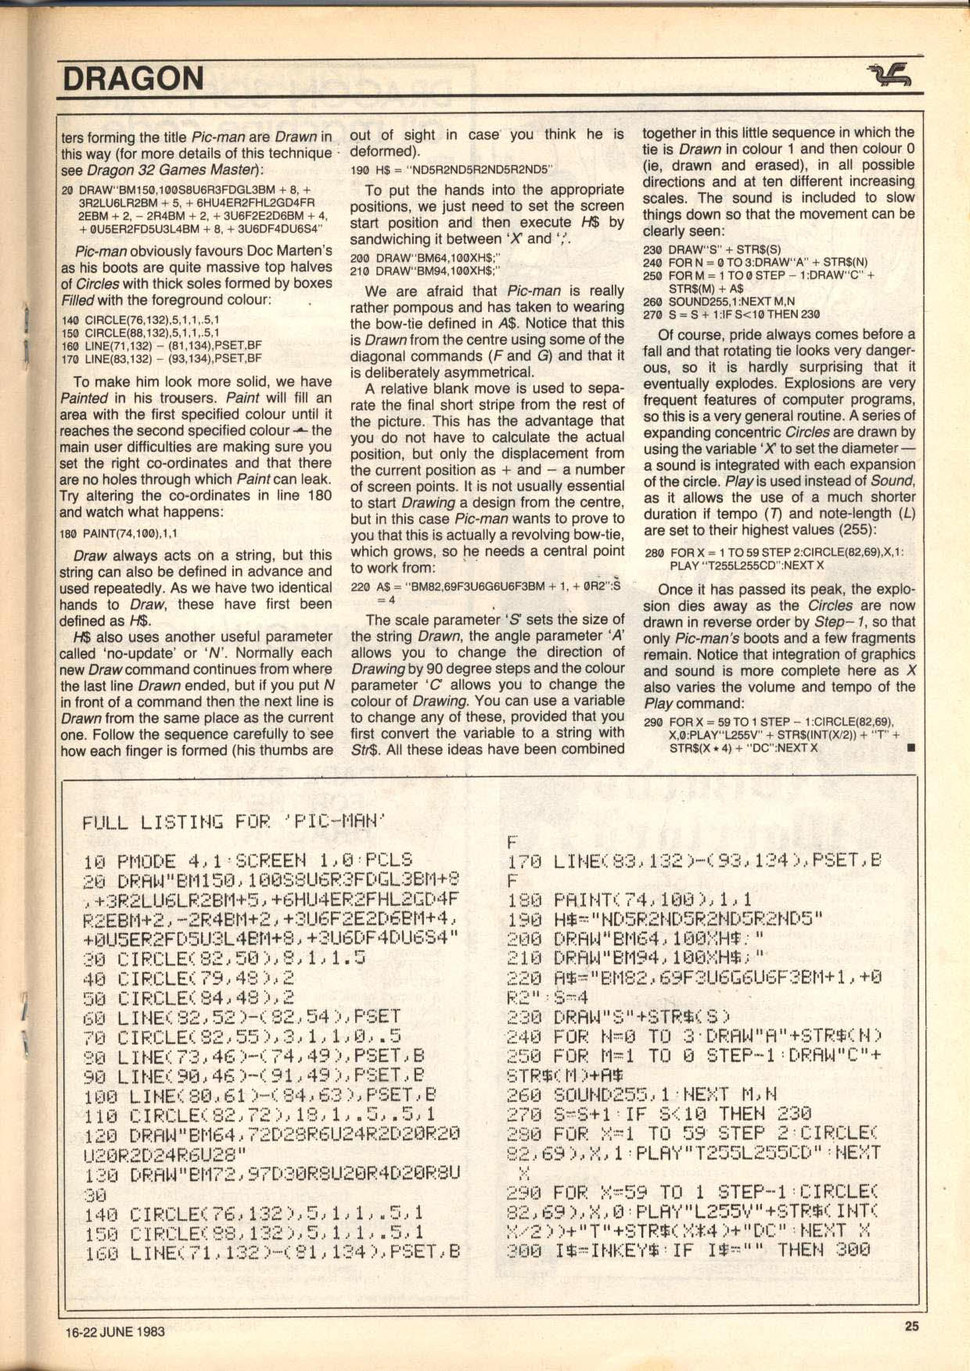 DRAGON
ters forming the title Pic-man are Drawn in
this way (for more details of this technique
see Dragon 32 Games Master):
20 DRAW"BM150,100S8U6R3FDGL3BM + 8, +
3R2LU6LR2BM + 5, + 6HU4ER2FHL2GD4FR
2EBM + 2, − 2R4BM + 2, + 3U6F2E2D6BM + 4,
+ 0U5ER2FD5U3L4BM + 8, + 3U6DF4DU6S4"
Pic-man obviously favours Doc Marten's
as his boots are quite massive top halves
of Circles with thick soles formed by boxes
Filled with the foreground colour:
140 CIRCLE(76,132),5,1,1,.5,1
150 CIRCLE(88,132),5,1,1,.5,1
160 LINE(71,132) − (81,134),PSET,BF
170 LINE(83,132) − (93,134),PSET,BF
To make him look more solid, we have
Painted in his trousers. Paint will fill an
area with the first specified colour until it
reaches the second specified colour — the
main user difficulties are making sure you
set the right co-ordinates and that there
are no holes through which Paint can leak.
Try altering the co-ordinates in line 180
and watch what happens:
180 PAINT(74,100),1,1
Draw always acts on a string, but this
string can also be defined in advance and
used repeatedly. As we have two identical
hands to Draw, these have first been
defined as H$.
H$ also uses another useful parameter
called 'no-update' or 'N'. Normally each
new Draw command continues from where
the last line Drawn ended, but if you put N
in front of a command then the next line is
Drawn from the same place as the current
one. Follow the sequence carefully to see
how each finger is formed (his thumbs are
out of sight in case you think he is
deformed).
190 H$ = "ND5R2ND5R2ND5R2ND5"
To put the hands into the appropriate
positions, we just need to set the screen
start position and then execute H$ by
sandwiching it between 'X' and ';'.
200 DRAW"BM64,100XH$;"
210 DRAW"BM94,100XH$;"
We are afraid that Pic-man is really
rather pompous and has taken to wearing
the bow-tie defined in A$. Notice that this
is Drawn from the centre using some of the
diagonal commands (F and G) and that it
is deliberately asymmetrical.
A relative blank move is used to sepa-
rate the final short stripe from the rest of
the picture. This has the advantage that
you do not have to calculate the actual
position, but only the displacement from
the current position as + and − a number
of screen points. It is not usually essential
to start Drawing a design from the centre,
but in this case Pic-man wants to prove to
you that this is actually a revolving bow-tie,
which grows, so he needs a central point
to work from:
220 A$ = "BM82,69F3U6G6U6F3BM + 1, + 0R2":S
= 4
The scale parameter 'S' sets the size of
the string Drawn, the angle parameter 'A'
allows you to change the direction of
Drawing by 90 degree steps and the colour
parameter 'C' allows you to change the
colour of Drawing. You can use a variable
to change any of these, provided that you
first convert the variable to a string with
Str$. All these ideas have been combined
together in this little sequence in which the
tie is Drawn in colour 1 and then colour 0
(ie, drawn and erased), in all possible
directions and at ten different increasing
scales. The sound is included to slow
things down so that the movement can be
clearly seen:
230 DRAW"S" + STR$(S)
240 FOR N = 0 TO 3:DRAW"A" + STR$(N)
250 FOR M = 1 TO 0 STEP − 1:DRAW"C" +
STR$(M) + A$
260 SOUND255,1:NEXT M,N
270 S = S + 1:IF S<10 THEN 230
Of course, pride always comes before a
fall and that rotating tie looks very danger-
ous, so it is hardly surprising that it
eventually explodes. Explosions are very
frequent features of computer programs,
so this is a very general routine. A series of
expanding concentric Circles are drawn by
using the variable 'X' to set the diameter —
a sound is integrated with each expansion
of the circle. Play is used instead of Sound,
as it allows the use of a much shorter
duration if tempo (T) and note-length (L)
are set to their highest values (255):
280 FOR X = 1 TO 59 STEP 2:CIRCLE(82,69),X,1:
PLAY "T255L255CD":NEXT X
Once it has passed its peak, the explo-
sion dies away as the Circles are now
drawn in reverse order by Step−1, so that
only Pic-man's boots and a few fragments
remain. Notice that integration of graphics
and sound is more complete here as X
also varies the volume and tempo of the
Play command:
290 FOR X = 59 TO 1 STEP − 1:CIRCLE(82,69),
X,0:PLAY"L255V" + STR$(INT(X/2)) + "T" +
STR$(X * 4) + "DC":NEXT X ■
FULL LISTING FOR 'PIC-MAN'
10 PMODE 4,1:SCREEN 1,0:PCLS
20 DRAW"BM150,100S8U6R3FDGL3BM+8
,+3R2LU6LR2BM+5,+6HU4ER2FHL2GD4F
R2EBM+2,-2R4BM+2,+3U6F2E2D6BM+4,
+0U5ER2FD5U3L4BM+8,+3U6DF4DU6S4"
30 CIRCLE(82,50),8,1,1.5
40 CIRCLE(79,48),2
50 CIRCLE(84,48),2
60 LINE(82,52)-(82,54),PSET
70 CIRCLE(82,55),3,1,1,0,.5
80 LINE(73,46)-(74,49),PSET,B
90 LINE(90,46)-(91,49),PSET,B
100 LINE(80,61)-(84,63),PSET,B
110 CIRCLE(82,72),18,1,.5,.5,1
120 DRAW"BM64,72D28R6U24R2D20R20
U20R2D24R6U28"
130 DRAW"BM72,97D30R8U20R4D20R8U
30
140 CIRCLE(76,132),5,1,1,.5,1
150 CIRCLE(88,132),5,1,1,.5,1
160 LINE(71,132)-(81,134),PSET,B
F
170 LINE(83,132)-(93,134),PSET,B
F
180 PAINT(74,100),1,1
190 H$="ND5R2ND5R2ND5R2ND5"
200 DRAW"BM64,100XH$;"
210 DRAW"BM94,100XH$;"
220 A$="BM82,69F3U6G6U6F3BM+1,+0
R2":S=4
230 DRAW"S"+STR$(S)
240 FOR N=0 TO 3:DRAW"A"+STR$(N)
250 FOR M=1 TO 0 STEP-1:DRAW"C"+
STR$(M)+A$
260 SOUND255,1:NEXT M,N
270 S=S+1:IF S<10 THEN 230
280 FOR X=1 TO 59 STEP 2:CIRCLE(
82,69),X,1:PLAY"T255L255CD":NEXT
X
290 FOR X=59 TO 1 STEP-1:CIRCLE(
82,69),X,0:PLAY"L255V"+STR$(INT(
X/2))+"T"+STR$(X*4)+"DC":NEXT X
300 I$=INKEY$:IF I$="" THEN 300
16-22 JUNE 1983
25